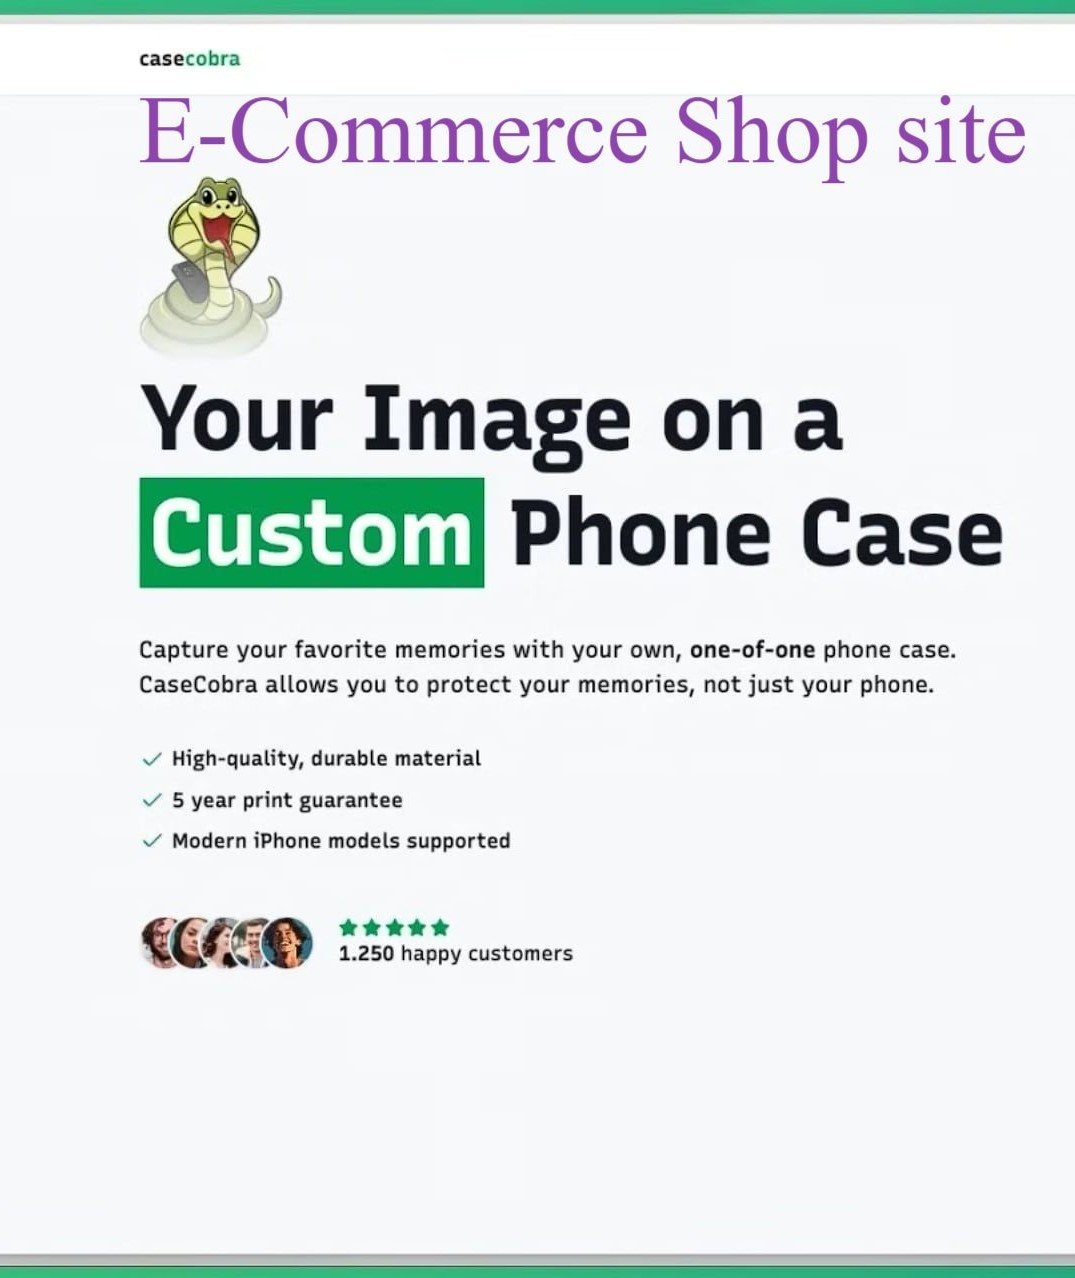 casecobra
E-Commerce Shop site
Your Image on a
Custom Phone Case
Capture your favorite memories with your own, one-of-one phone case.
CaseCobra allows you to protect your memories, not just your phone.
High-quality, durable material
5 year print guarantee
Modern iPhone models supported
1.250 happy customers